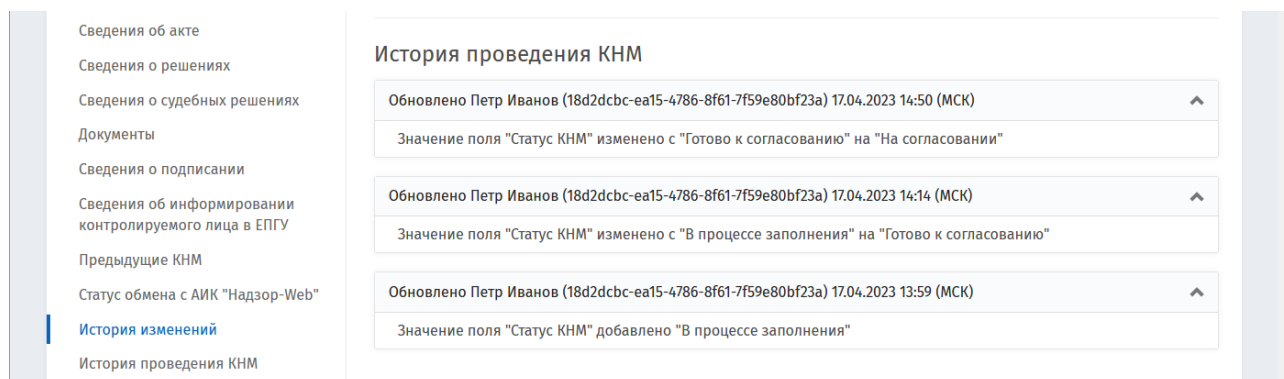 Сведения об акте
Сведения о решениях
Сведения о судебных решениях
Документы
Сведения о подписании
Сведения об информировании
контролируемого лица в ЕПГУ
Предыдущие КНМ
Статус обмена с АИК "Надзор-Web"
История изменений
История проведения КНМ
История проведения КНМ
Обновлено Петр Иванов (18d2dcbc-ea15-4786-8f61-7f59e80bf23a) 17.04.2023 14:50 (МСК)
Значение поля "Статус КНМ" изменено с "Готово к согласованию" на "На согласовании"
Обновлено Петр Иванов (18d2dcbc-ea15-4786-8f61-7f59e80bf23a) 17.04.2023 14:14 (МСК)
Значение поля "Статус КНМ" изменено с "В процессе заполнения" на "Готово к согласованию"
Обновлено Петр Иванов (18d2dcbc-ea15-4786-8f61-7f59e80bf23a) 17.04.2023 13:59 (МСК)
Значение поля "Статус КНМ" добавлено "В процессе заполнения"